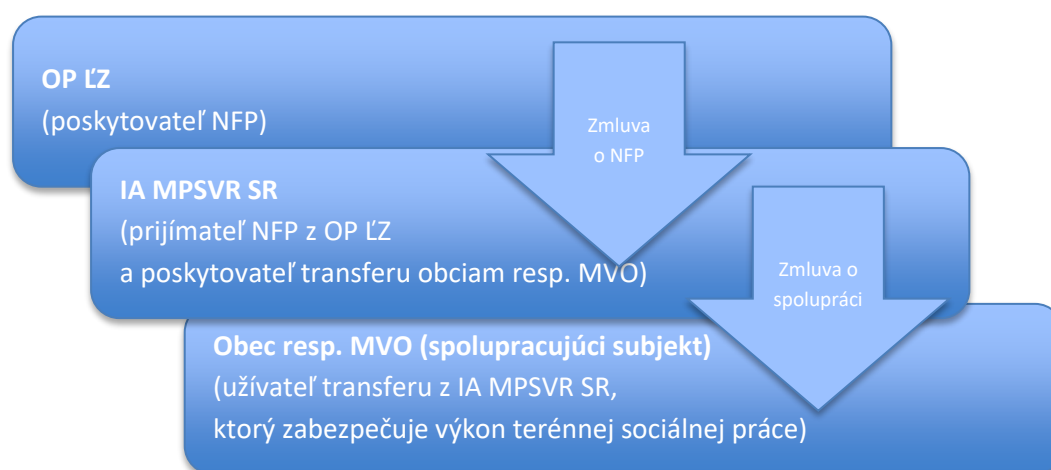 OP ĽZ
(poskytovateľ NFP)
Zmluva
o NFP
IA MPSVR SR
(prijímateľ NFP z OP ĽZ
a poskytovateľ transferu obciam resp. MVO)
Zmluva o
spolupráci
Obec resp. MVO (spolupracujúci subjekt)
(užívateľ transferu z IA MPSVR SR,
ktorý zabezpečuje výkon terénnej sociálnej práce)